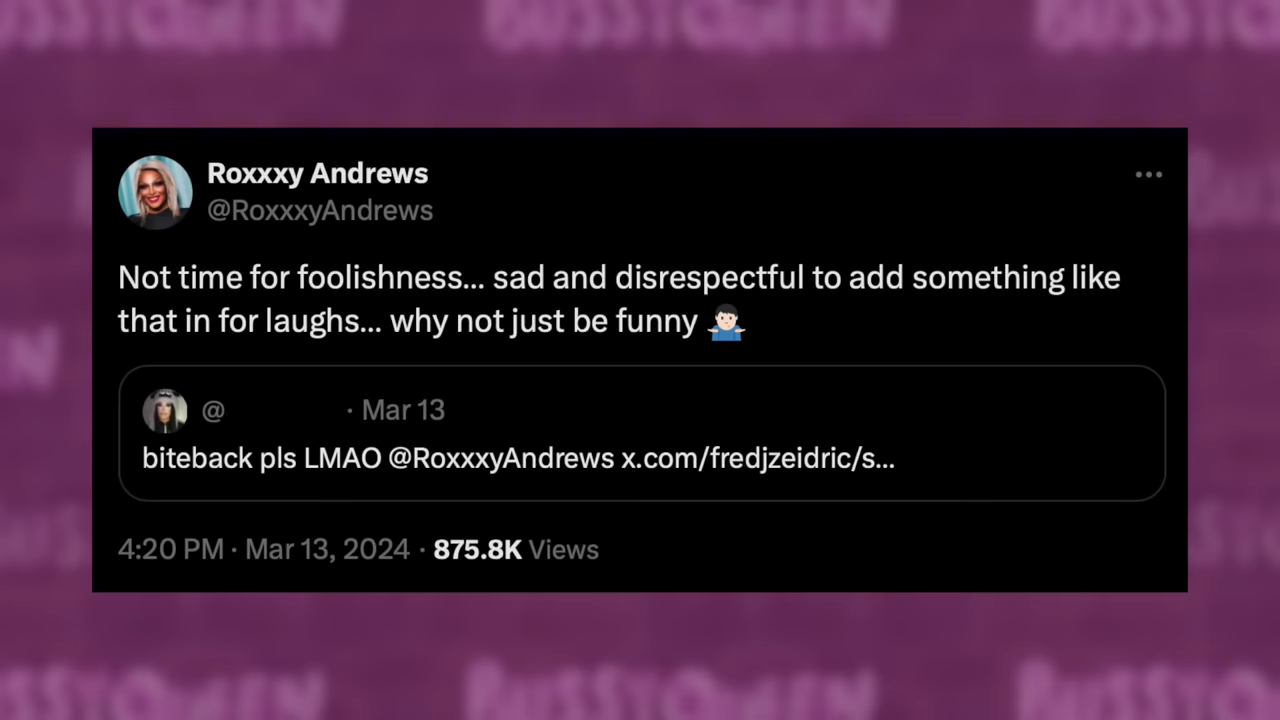 BUSSYQUEEN
Roxxxy Andrews
@RoxxxyAndrews
Not time for foolishness... sad and disrespectful to add something like
that in for laughs... why not just be funny 🤷🏻‍♂️
@ · Mar 13
biteback pls LMAO @RoxxxyAndrews x.com/fredjzeidric/s...
4:20 PM · Mar 13, 2024 · 875.8K Views
BUSSYQUEEN